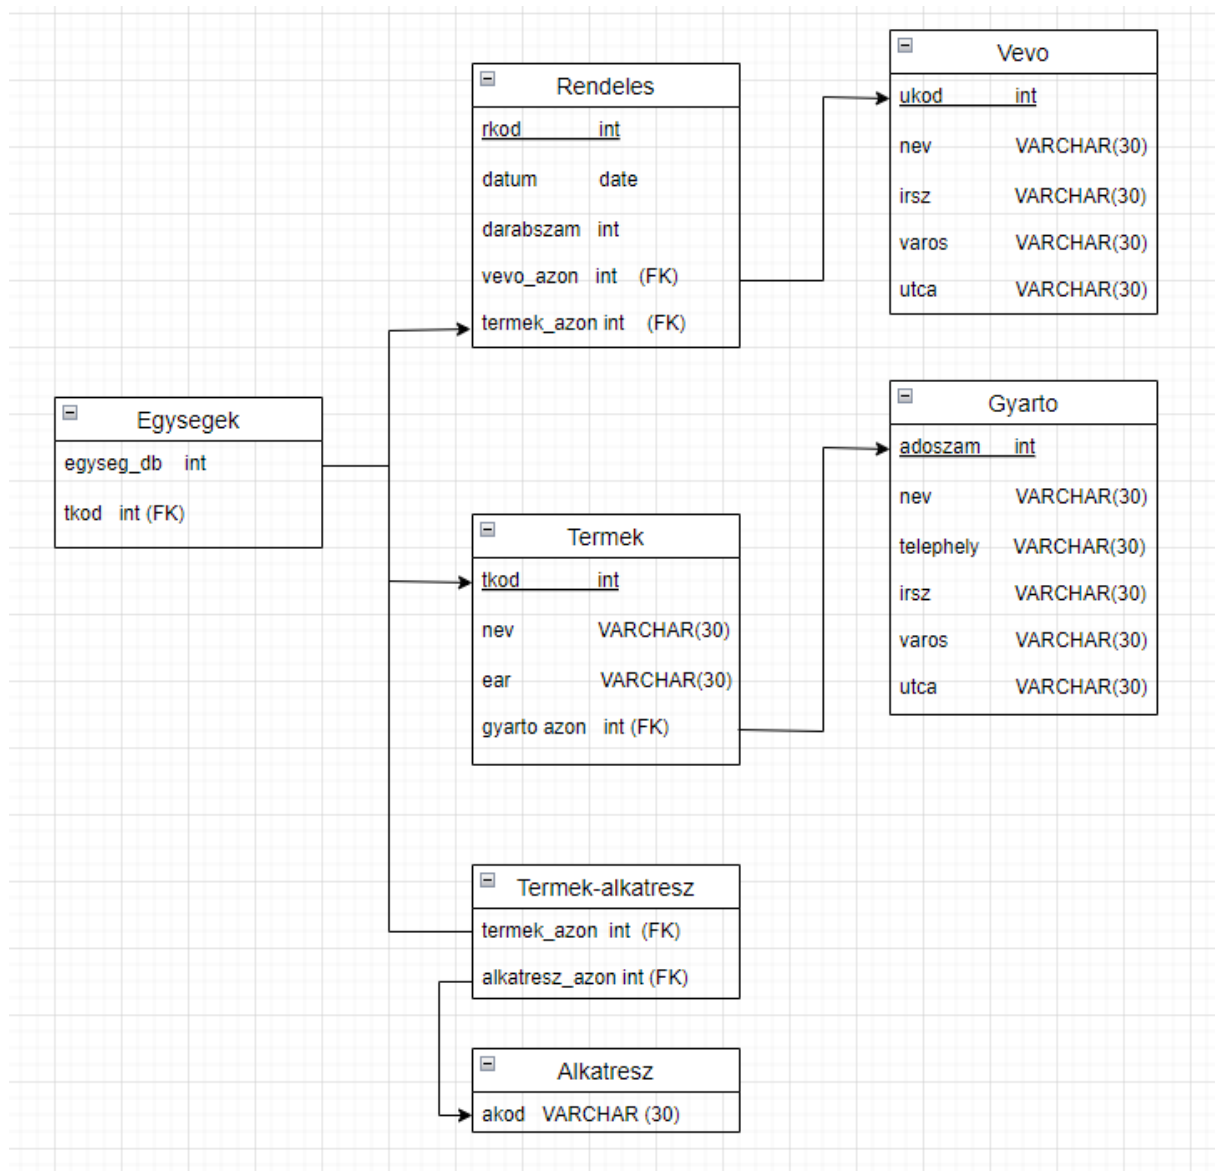 Rendeles
rkod int
datum date
darabszam int
vevo_azon int (FK)
termek_azon int (FK)
Vevo
ukod int
nev VARCHAR(30)
irsz VARCHAR(30)
varos VARCHAR(30)
utca VARCHAR(30)
Egysegek
egyseg_db int
tkod int (FK)
Termek
tkod int
nev VARCHAR(30)
ear VARCHAR(30)
gyarto azon int (FK)
Gyarto
adoszam int
nev VARCHAR(30)
telephely VARCHAR(30)
irsz VARCHAR(30)
varos VARCHAR(30)
utca VARCHAR(30)
Termek-alkatresz
termek_azon int (FK)
alkatresz_azon int (FK)
Alkatresz
akod VARCHAR (30)